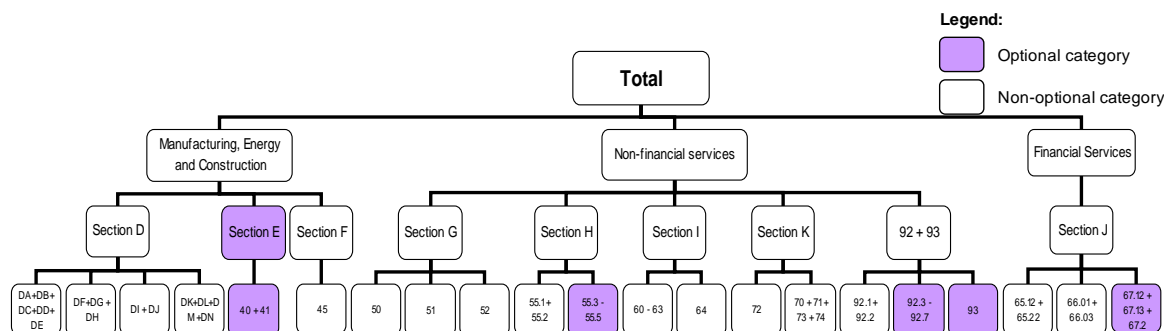 Legend:
Optional category
Non-optional category
Total
Manufacturing, Energy
and Construction
Non-financial services
Financial Services
Section D
Section E
Section F
Section G
Section H
Section I
Section K
92 + 93
Section J
DA+DB+
DC+DD+
DE
DF+DG +
DH
DI + DJ
DK+DL+D
M+DN
40 + 41
45
50
51
52
55.1 +
55.2
55.3 -
55.5
60 - 63
64
72
70 + 71+
73 + 74
92.1 +
92.2
92.3 -
92.7
93
65.12 +
65.22
66.01 +
66.03
67.12 +
67.13 +
67.2